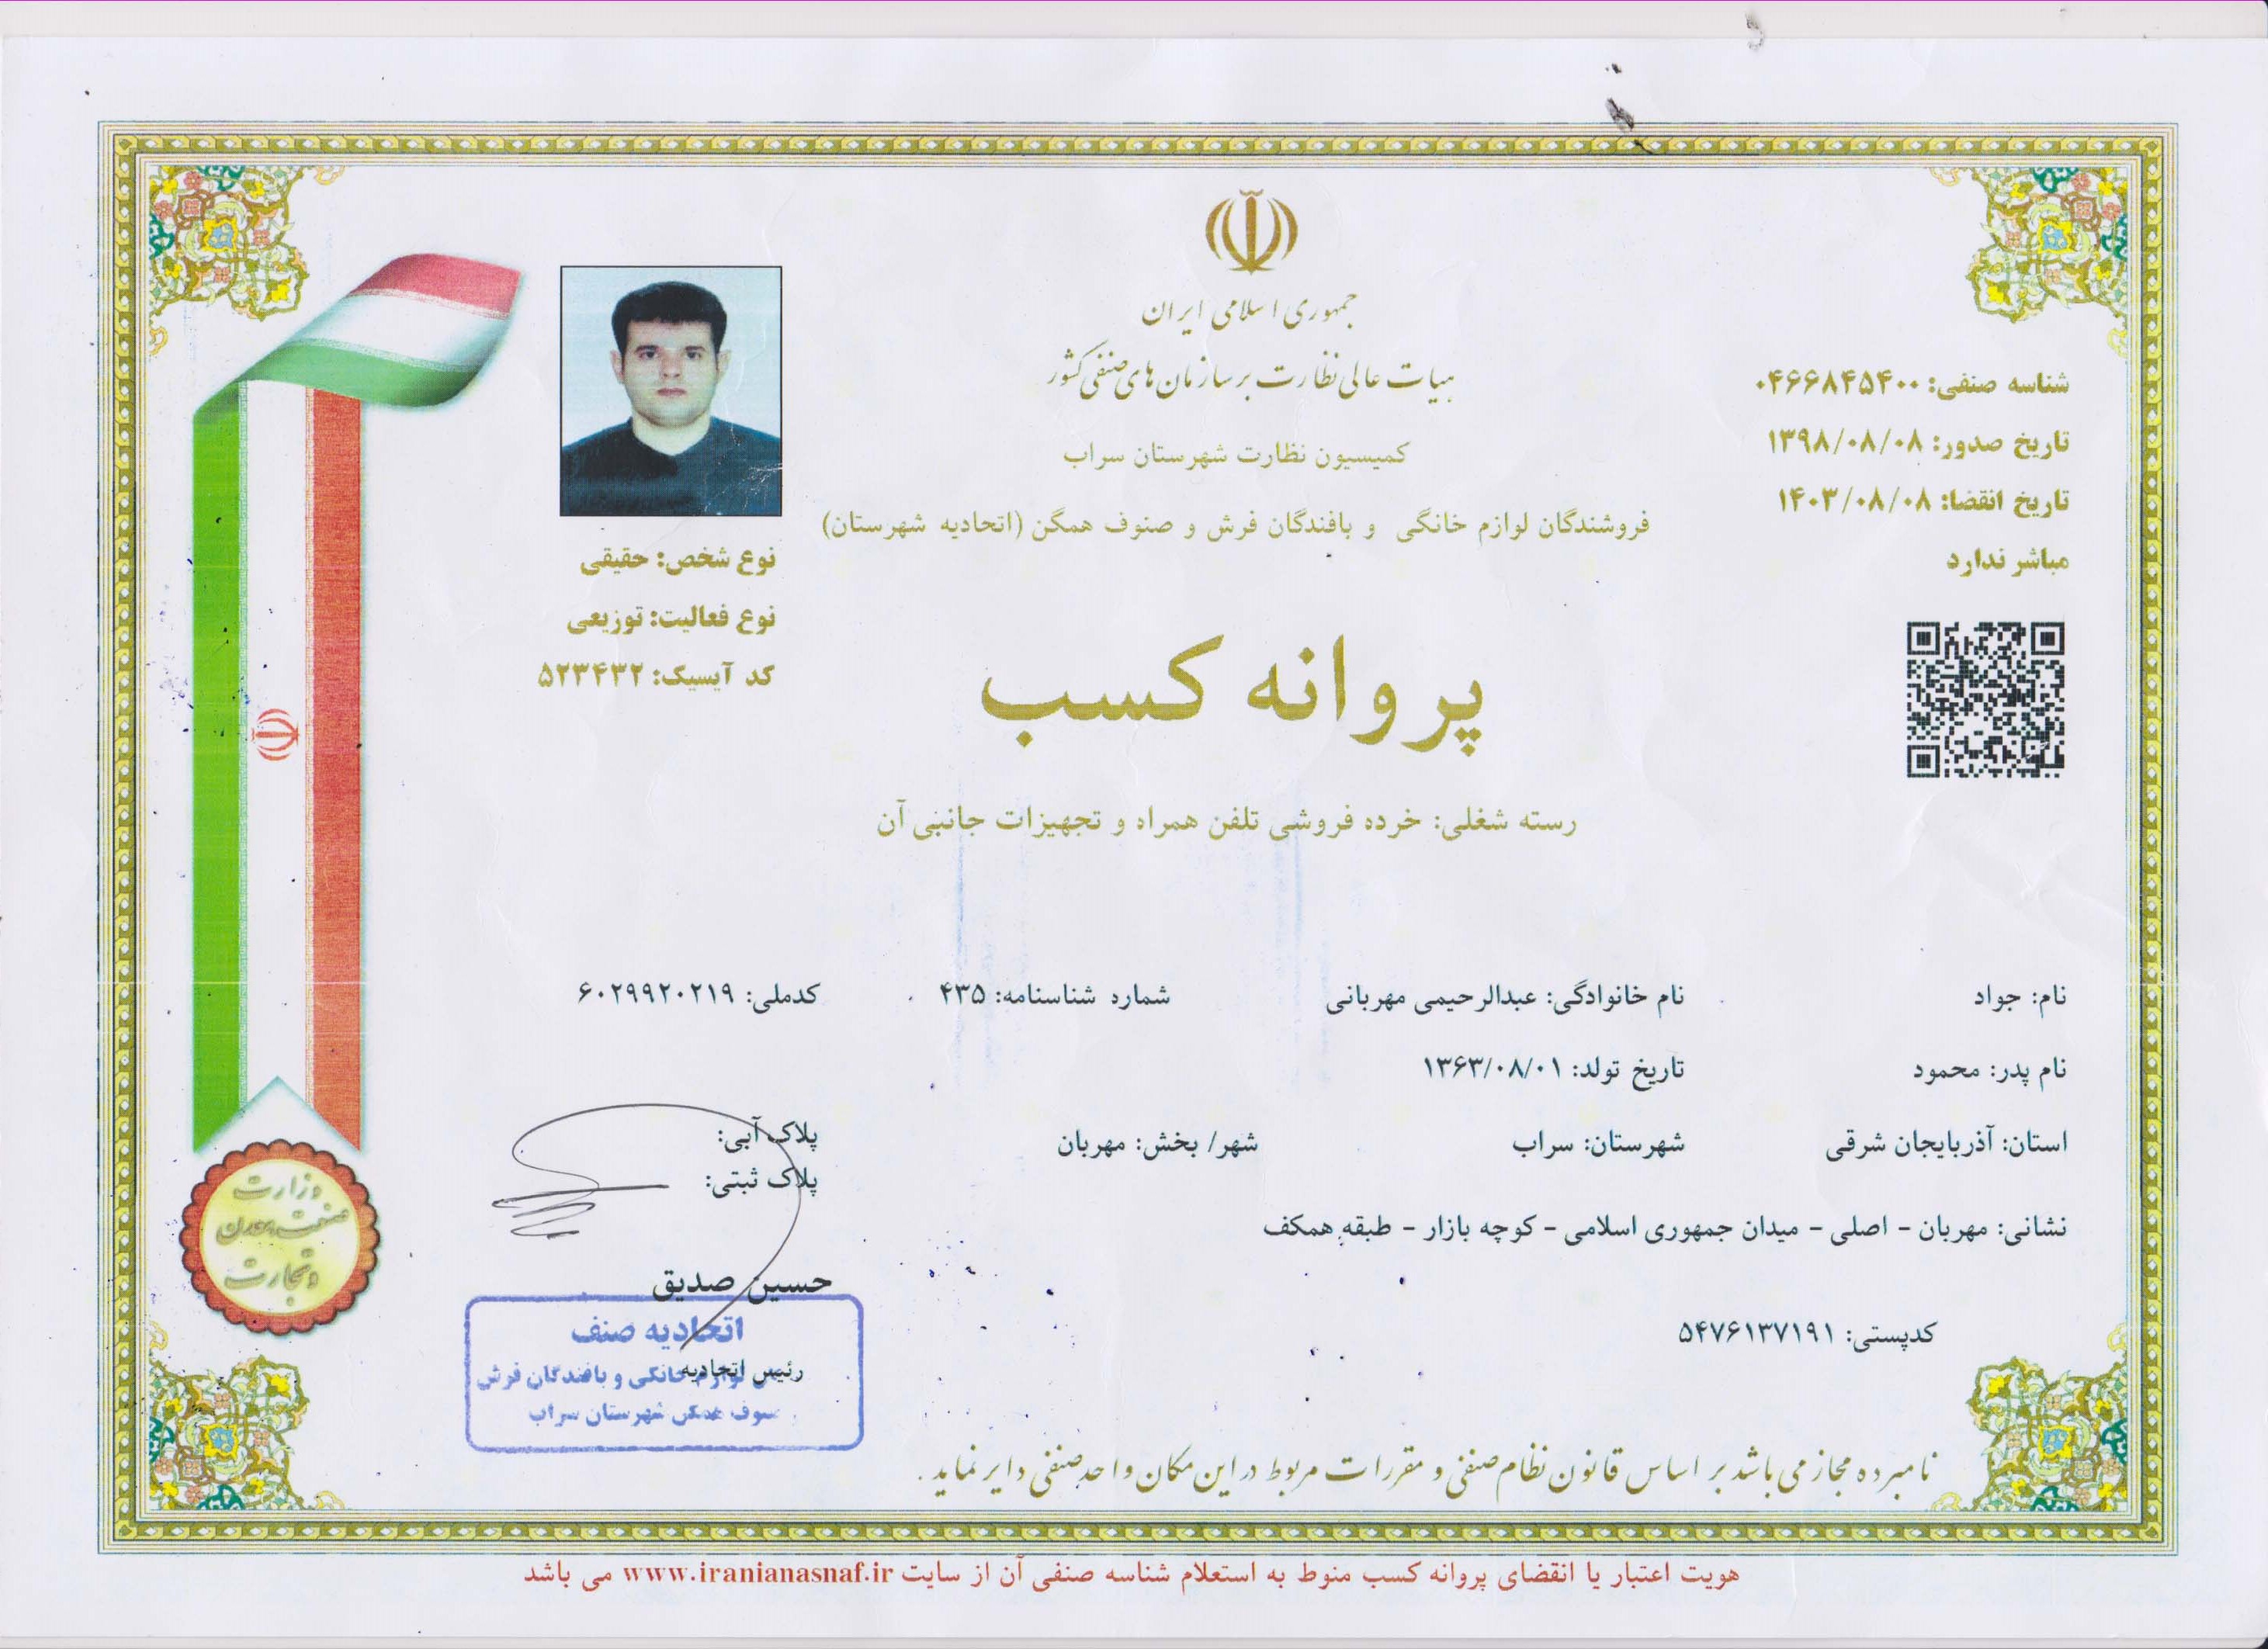 جمهوری اسلامی ایران
هیات عالی نظارت بر سازمان های صنفی کشور
کمیسیون نظارت شهرستان سراب
فروشندگان لوازم خانگی و بافندگان فرش و صنوف همگن (اتحادیه شهرستان)
شناسه صنفی: ۰۴۶۶۸۴۵۴۰۰
تاریخ صدور: ۱۳۹۸/۰۸/۰۸
تاریخ انقضا: ۱۴۰۳/۰۸/۰۸
مباشر ندارد
نوع شخص: حقیقی
نوع فعالیت: توزیعی
کد آیسیک: ۵۲۳۴۳۲
پروانه کسب
رسته شغلی: خرده فروشی تلفن همراه و تجهیزات جانبی آن
نام: جواد نام خانوادگی: عبدالرحیمی مهربانی شماره شناسنامه: ۴۳۵ کدملی: ۶۰۲۹۹۲۰۲۱۹
نام پدر: محمود تاریخ تولد: ۱۳۶۳/۰۸/۰۱
استان: آذربایجان شرقی شهرستان: سراب شهر/ بخش: مهربان پلاک آبی:
پلاک ثبتی:
نشانی: مهربان - اصلی - میدان جمهوری اسلامی - کوچه بازار - طبقه همکف
کدپستی: ۵۴۷۶۱۳۷۱۹۱
حسین صدیق
رئیس اتحادیه
اتحادیه صنف
لوازم خانگی و بافندگان فرش
صنوف همگن شهرستان سراب
وزارت
صنعت، معدن
و تجارت
نامبرده مجاز می باشد بر اساس قانون نظام صنفی و مقررات مربوط در این مکان واحد صنفی دایر نماید.
هویت اعتبار یا انقضای پروانه کسب منوط به استعلام شناسه صنفی آن از سایت www.iranianasnaf.ir می باشد